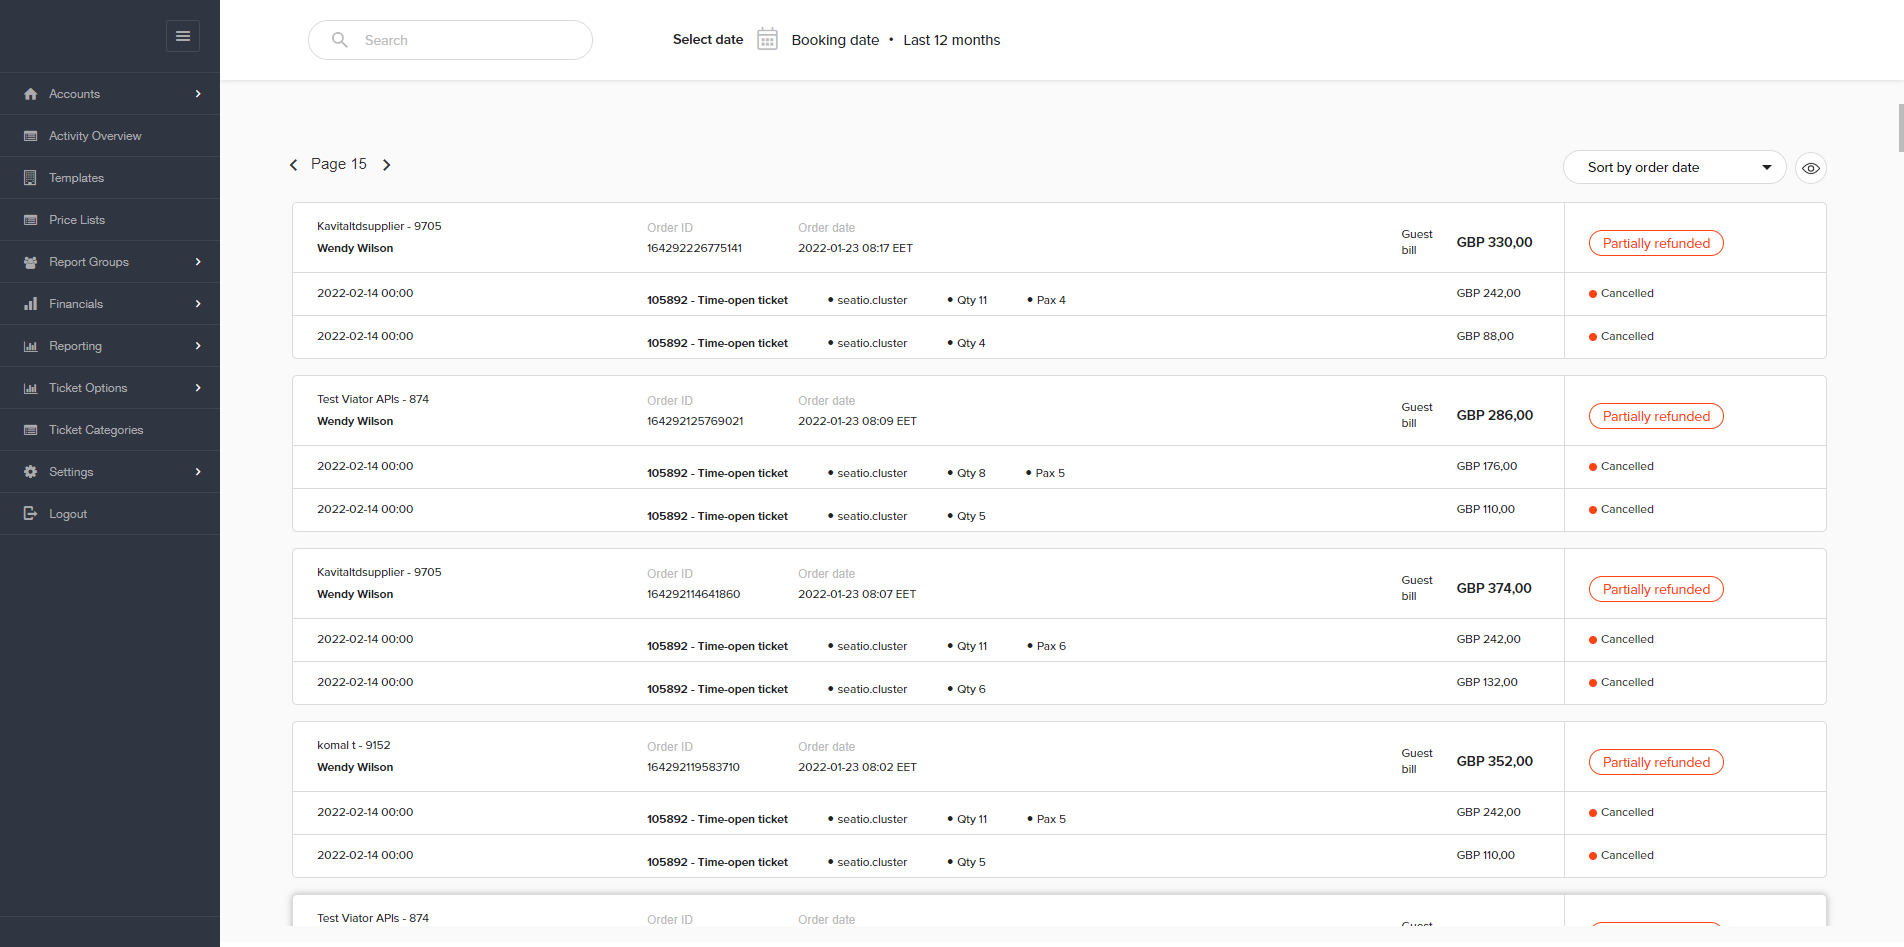 Search
Select date Booking date • Last 12 months
Accounts
Activity Overview
Templates
Price Lists
Report Groups
Financials
Reporting
Ticket Options
Ticket Categories
Settings
Logout
Page 15
Sort by order date
Kavitaltdsupplier - 9705 Order ID Order date Guest bill GBP 330,00 Partially refunded
Wendy Wilson 164292226775141 2022-01-23 08:17 EET
2022-02-14 00:00 105892 - Time-open ticket • seatio.cluster • Qty 11 • Pax 4 GBP 242,00 Cancelled
2022-02-14 00:00 105892 - Time-open ticket • seatio.cluster • Qty 4 GBP 88,00 Cancelled
Test Viator APIs - 874 Order ID Order date Guest bill GBP 286,00 Partially refunded
Wendy Wilson 164292125769021 2022-01-23 08:09 EET
2022-02-14 00:00 105892 - Time-open ticket • seatio.cluster • Qty 8 • Pax 5 GBP 176,00 Cancelled
2022-02-14 00:00 105892 - Time-open ticket • seatio.cluster • Qty 5 GBP 110,00 Cancelled
Kavitaltdsupplier - 9705 Order ID Order date Guest bill GBP 374,00 Partially refunded
Wendy Wilson 164292114641860 2022-01-23 08:07 EET
2022-02-14 00:00 105892 - Time-open ticket • seatio.cluster • Qty 11 • Pax 6 GBP 242,00 Cancelled
2022-02-14 00:00 105892 - Time-open ticket • seatio.cluster • Qty 6 GBP 132,00 Cancelled
komal t - 9152 Order ID Order date Guest bill GBP 352,00 Partially refunded
Wendy Wilson 164292119583710 2022-01-23 08:02 EET
2022-02-14 00:00 105892 - Time-open ticket • seatio.cluster • Qty 11 • Pax 5 GBP 242,00 Cancelled
2022-02-14 00:00 105892 - Time-open ticket • seatio.cluster • Qty 5 GBP 110,00 Cancelled
Test Viator APIs - 874 Order ID Order date Guest